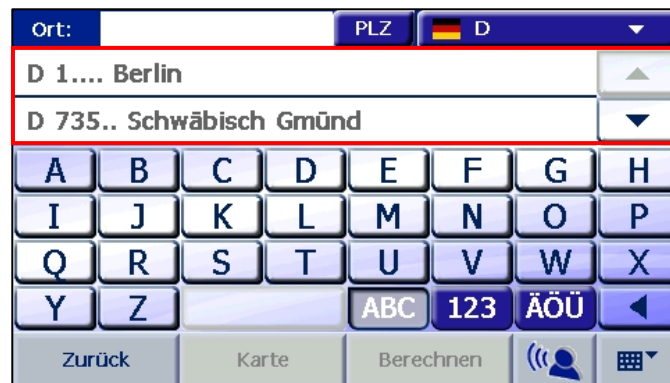 Ort: PLZ D
D 1.... Berlin
D 735.. Schwäbisch Gmünd
A B C D E F G H
I J K L M N O P
Q R S T U V W X
Y Z ABC 123 ÄÖÜ
Zurück Karte Berechnen